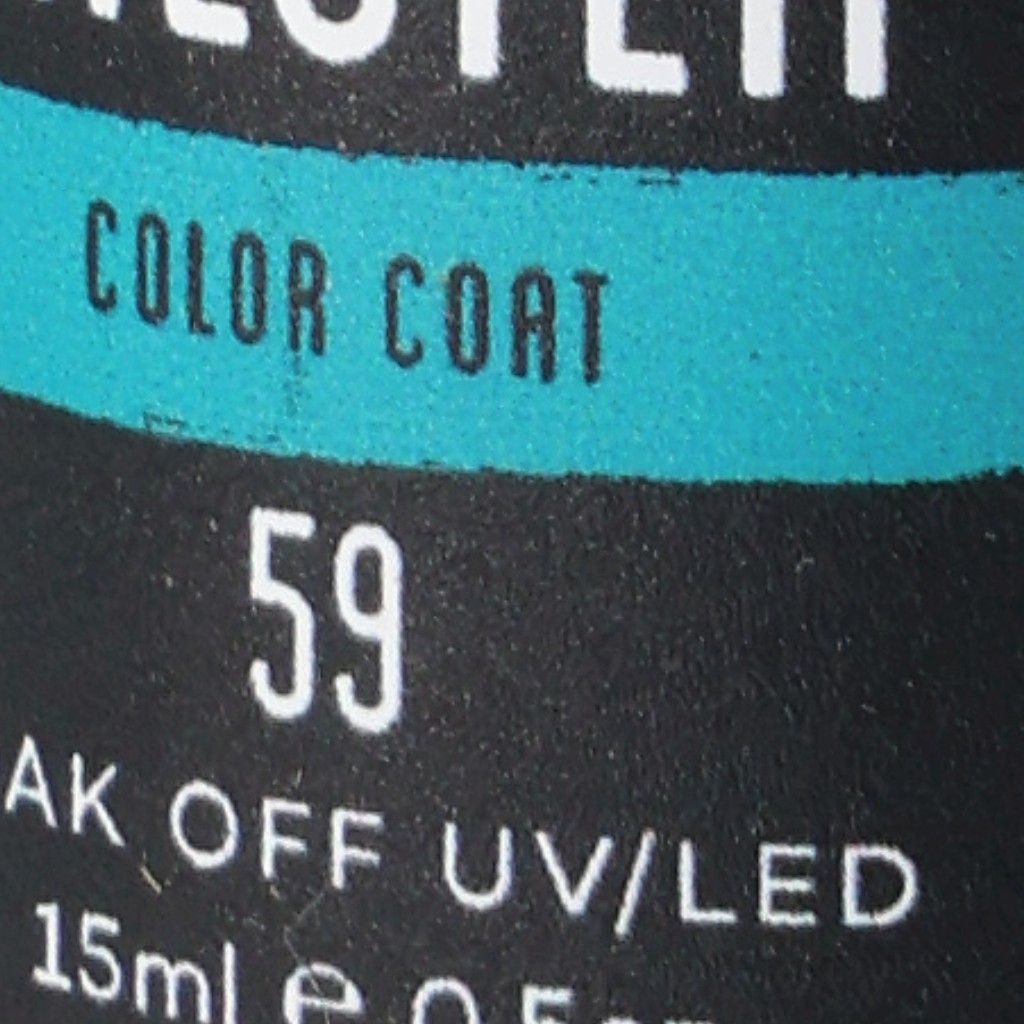 COLOR COAT
59
AK OFF UV/LED
15ml e